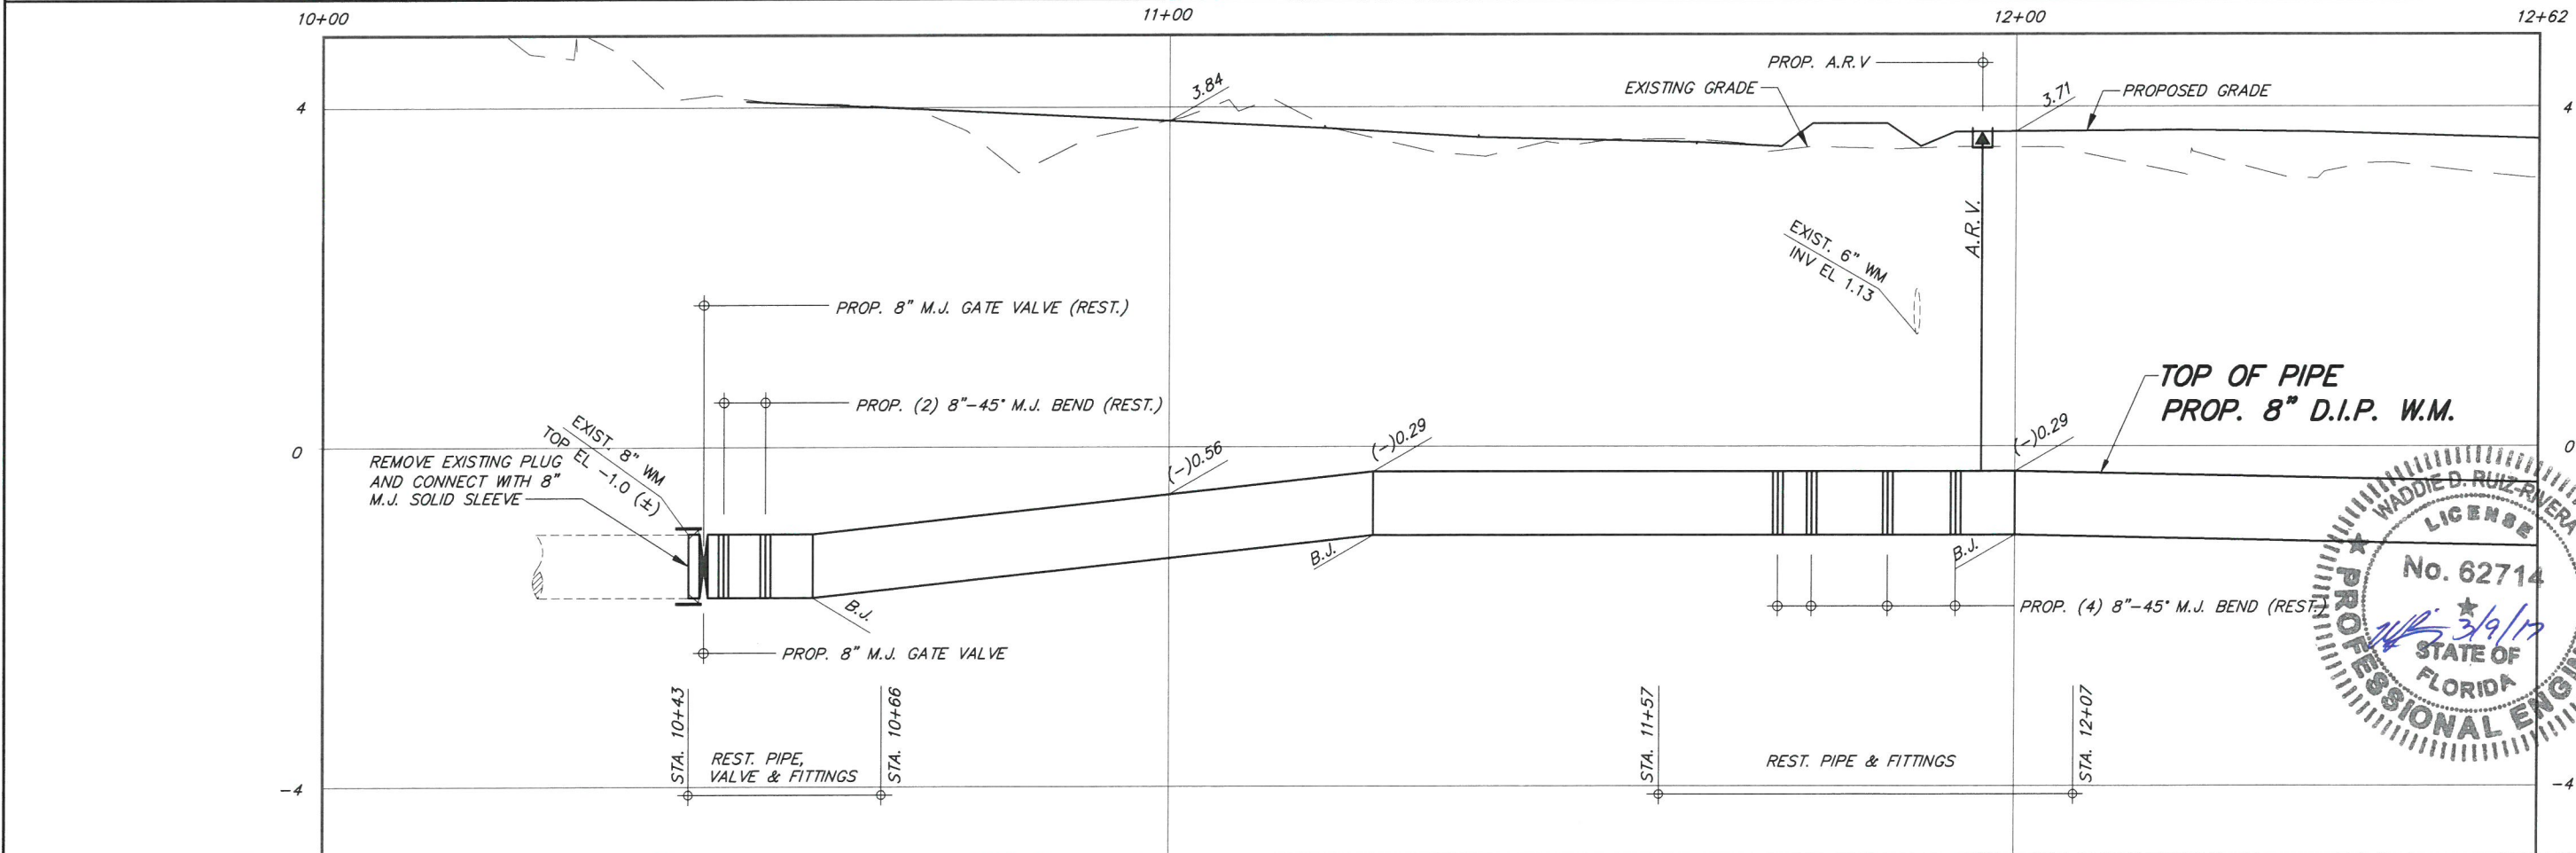 10+00
11+00
12+00
12+62
PROP. A.R.V
EXISTING GRADE
PROPOSED GRADE
4
3.84
3.71
4
A.R.V.
EXIST. 6" WM
INV EL 1.13
PROP. 8" M.J. GATE VALVE (REST.)
PROP. (2) 8"-45° M.J. BEND (REST.)
TOP OF PIPE
PROP. 8" D.I.P. W.M.
0
EXIST. 8" WM
TOP EL -1.0 (±)
REMOVE EXISTING PLUG
AND CONNECT WITH 8"
M.J. SOLID SLEEVE
(-)0.56
(-)0.29
(-)0.29
0
B.J.
B.J.
B.J.
PROP. (4) 8"-45° M.J. BEND (REST.)
PROP. 8" M.J. GATE VALVE
WADDIE D. RUIZ-RIVERA
LICENSE
No. 62714
3/9/17
STATE OF
FLORIDA
PROFESSIONAL
STA. 10+43
REST. PIPE,
VALVE & FITTINGS
STA. 10+66
STA. 11+57
REST. PIPE & FITTINGS
STA. 12+07
-4
-4